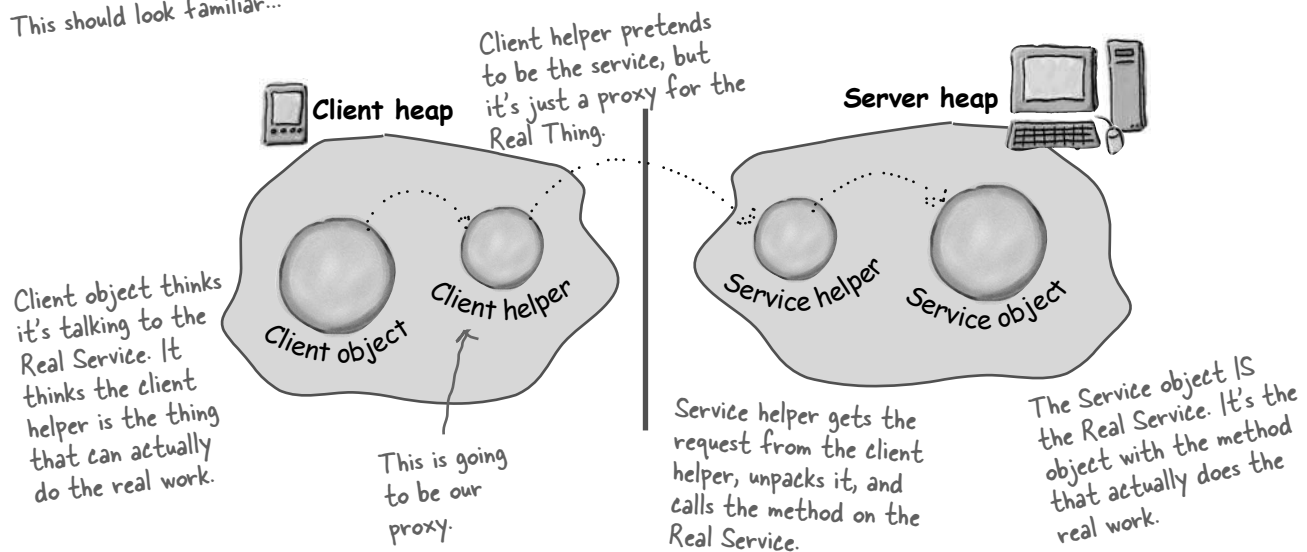 This should look familiar...
Client helper pretends
to be the service, but
it's just a proxy for the
Real Thing.
Client heap
Server heap
Client object
Client helper
Service helper
Service object
Client object thinks
it's talking to the
Real Service. It
thinks the client
helper is the thing
that can actually
do the real work.
This is going
to be our
proxy.
Service helper gets the
request from the client
helper, unpacks it, and
calls the method on the
Real Service.
The Service object IS
the Real Service. It's the
object with the method
that actually does the
real work.